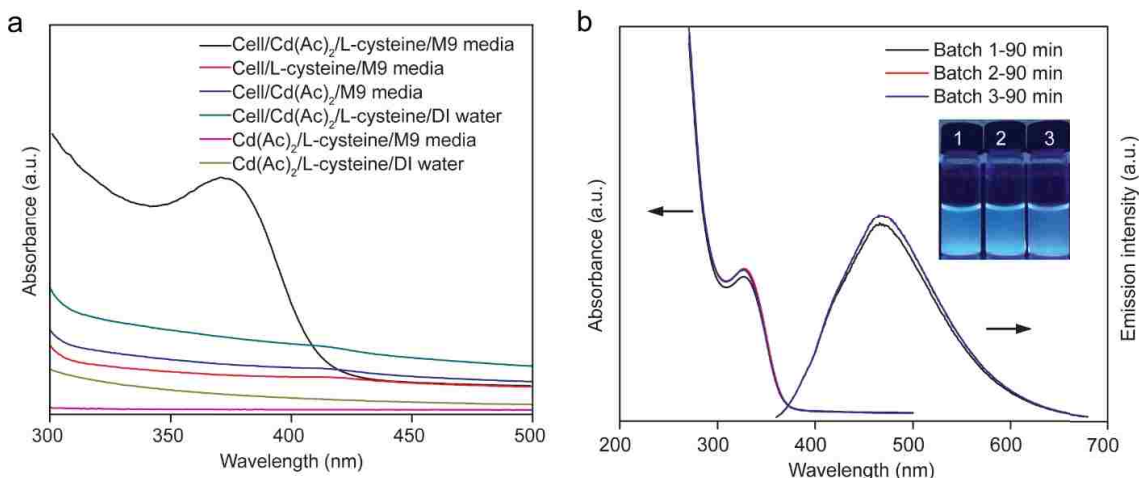 a
Cell/Cd(Ac)₂/L-cysteine/M9 media
Cell/L-cysteine/M9 media
Cell/Cd(Ac)₂/M9 media
Cell/Cd(Ac)₂/L-cysteine/DI water
Cd(Ac)₂/L-cysteine/M9 media
Cd(Ac)₂/L-cysteine/DI water
Absorbance (a.u.)
300 350 400 450 500
Wavelength (nm)
b
Batch 1-90 min
Batch 2-90 min
Batch 3-90 min
1 2 3
Absorbance (a.u.)
Emission intensity (a.u.)
200 300 400 500 600 700
Wavelength (nm)